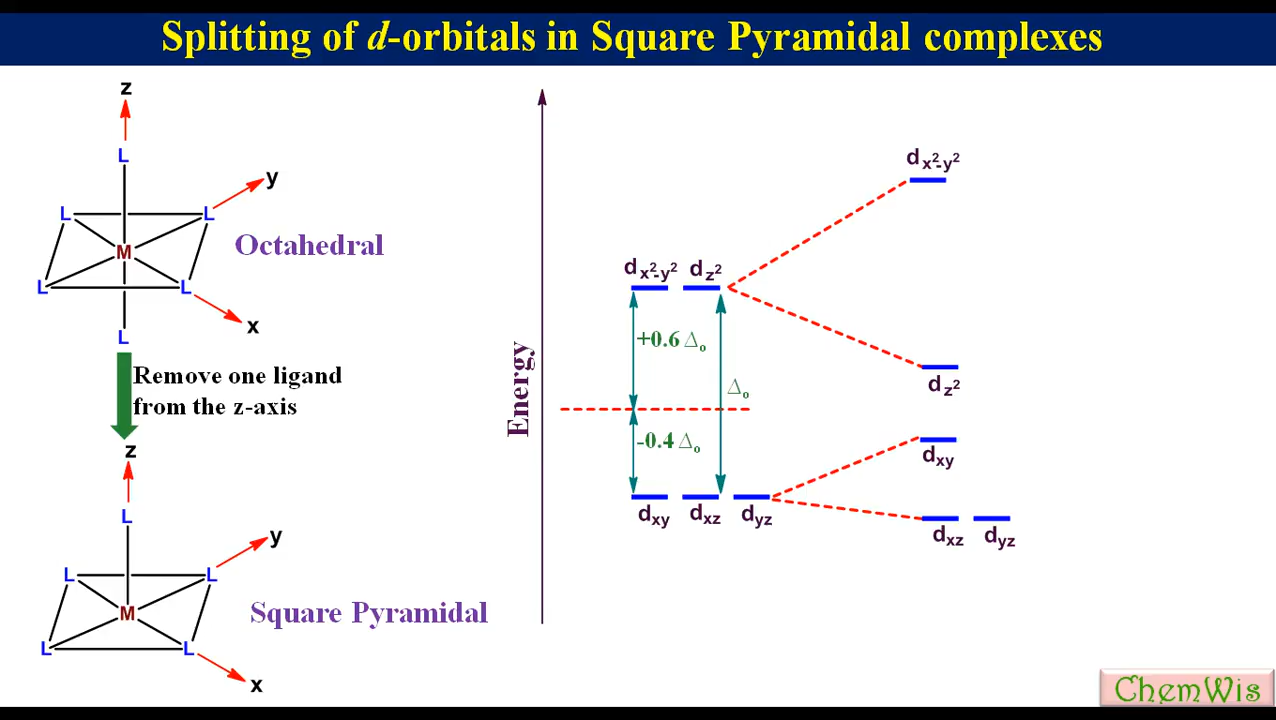 Splitting of d-orbitals in Square Pyramidal complexes
z
L
y
L
L
M
Octahedral
L
L
x
L
Remove one ligand
from the z-axis
z
L
y
L
L
M
Square Pyramidal
L
L
x
Energy
dx²-y² dz²
+0.6 Δo
Δo
-0.4 Δo
dxy dxz dyz
dx²-y²
dz²
dxy
dxz dyz
ChemWis